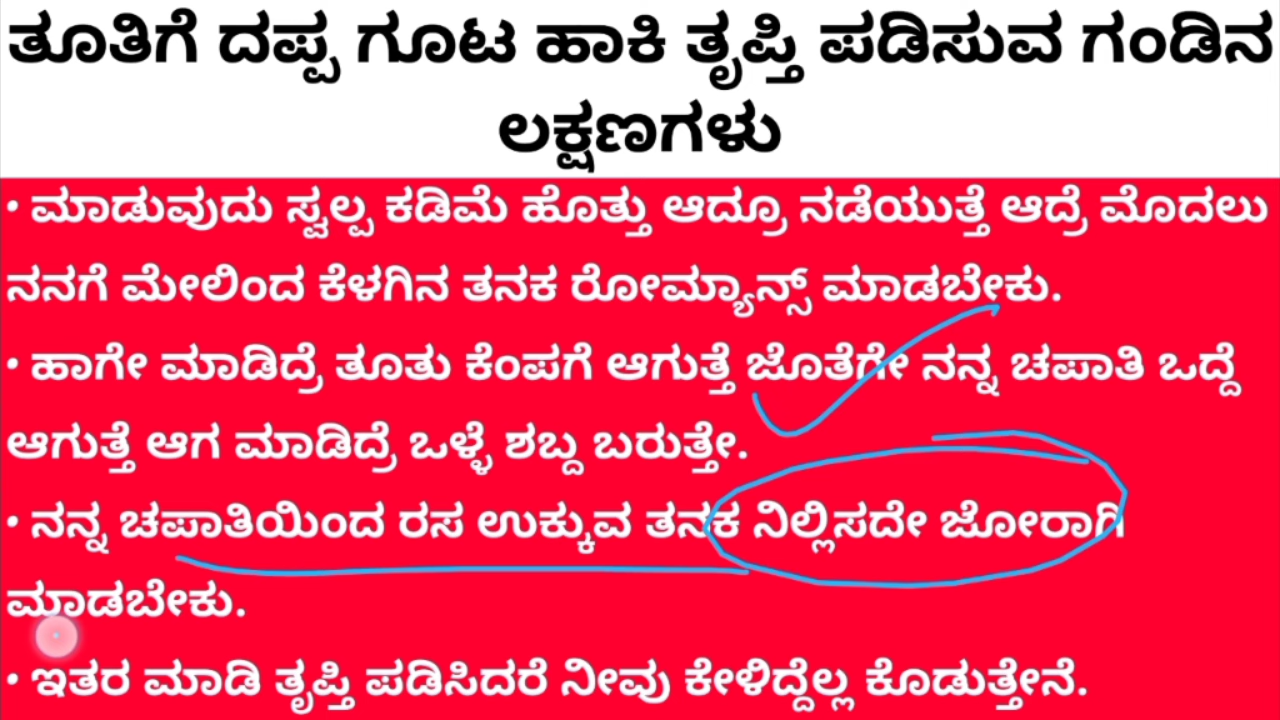 ತೂತಿಗೆ ದಪ್ಪ ಗೂಟ ಹಾಕಿ ತೃಪ್ತಿ ಪಡಿಸುವ ಗಂಡಿನ
ಲಕ್ಷಣಗಳು
• ಮಾಡುವುದು ಸ್ವಲ್ಪ ಕಡಿಮೆ ಹೊತ್ತು ಆದ್ರೂ ನಡೆಯುತ್ತೆ ಆದ್ರೆ ಮೊದಲು
ನನಗೆ ಮೇಲಿಂದ ಕೆಳಗಿನ ತನಕ ರೋಮ್ಯಾನ್ಸ್ ಮಾಡಬೇಕು.
• ಹಾಗೇ ಮಾಡಿದ್ರೆ ತೂತು ಕೆಂಪಗೆ ಆಗುತ್ತೆ ಜೊತೆಗೇ ನನ್ನ ಚಪಾತಿ ಒದ್ದೆ
ಆಗುತ್ತೆ ಆಗ ಮಾಡಿದ್ರೆ ಒಳ್ಳೆ ಶಬ್ದ ಬರುತ್ತೇ.
• ನನ್ನ ಚಪಾತಿಯಿಂದ ರಸ ಉಕ್ಕುವ ತನಕ ನಿಲ್ಲಿಸದೇ ಜೋರಾಗಿ
ಮಾಡಬೇಕು.
• ಇತರ ಮಾಡಿ ತೃಪ್ತಿ ಪಡಿಸಿದರೆ ನೀವು ಕೇಳಿದ್ದೆಲ್ಲ ಕೊಡುತ್ತೇನೆ.